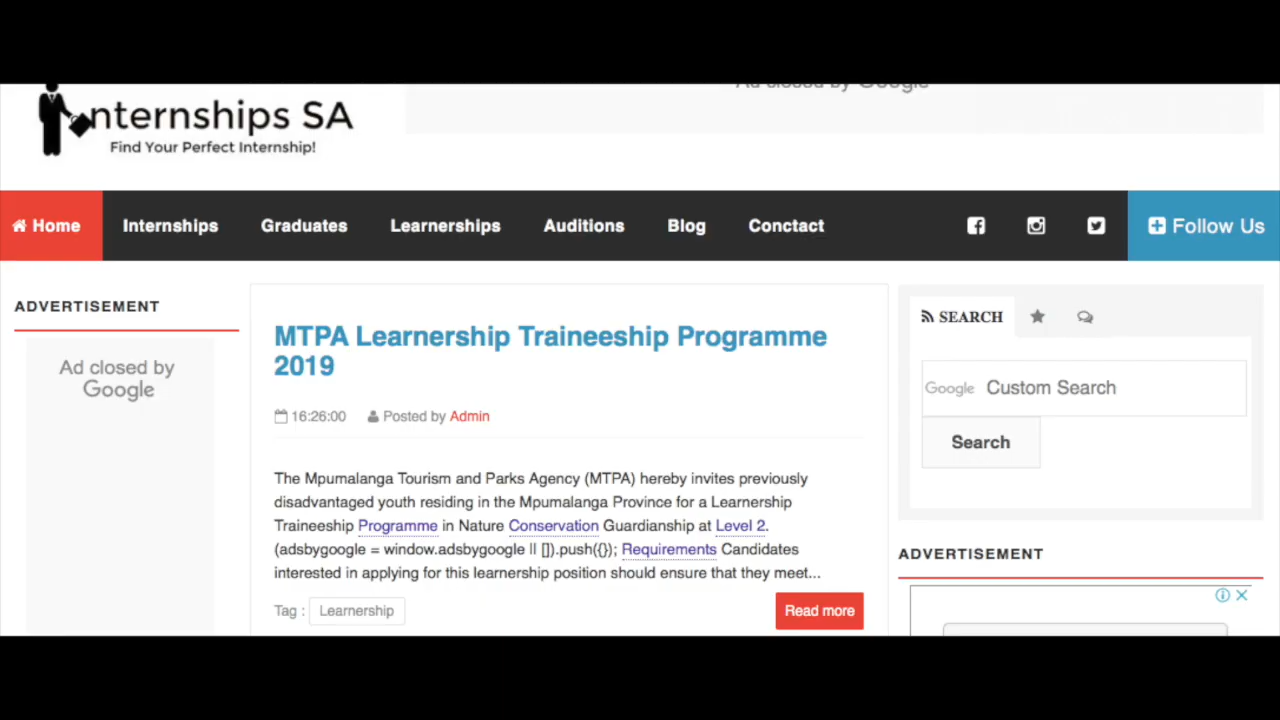 Ad closed by Google
nternships SA
Find Your Perfect Internship!
Home Internships Graduates Learnerships Auditions Blog Conctact Follow Us
ADVERTISEMENT
Ad closed by
Google
MTPA Learnership Traineeship Programme
2019
16:26:00 Posted by Admin
The Mpumalanga Tourism and Parks Agency (MTPA) hereby invites previously
disadvantaged youth residing in the Mpumalanga Province for a Learnership
Traineeship Programme in Nature Conservation Guardianship at Level 2.
(adsbygoogle = window.adsbygoogle || []).push({}); Requirements Candidates
interested in applying for this learnership position should ensure that they meet...
Tag : Learnership
Read more
SEARCH
Google Custom Search
Search
ADVERTISEMENT